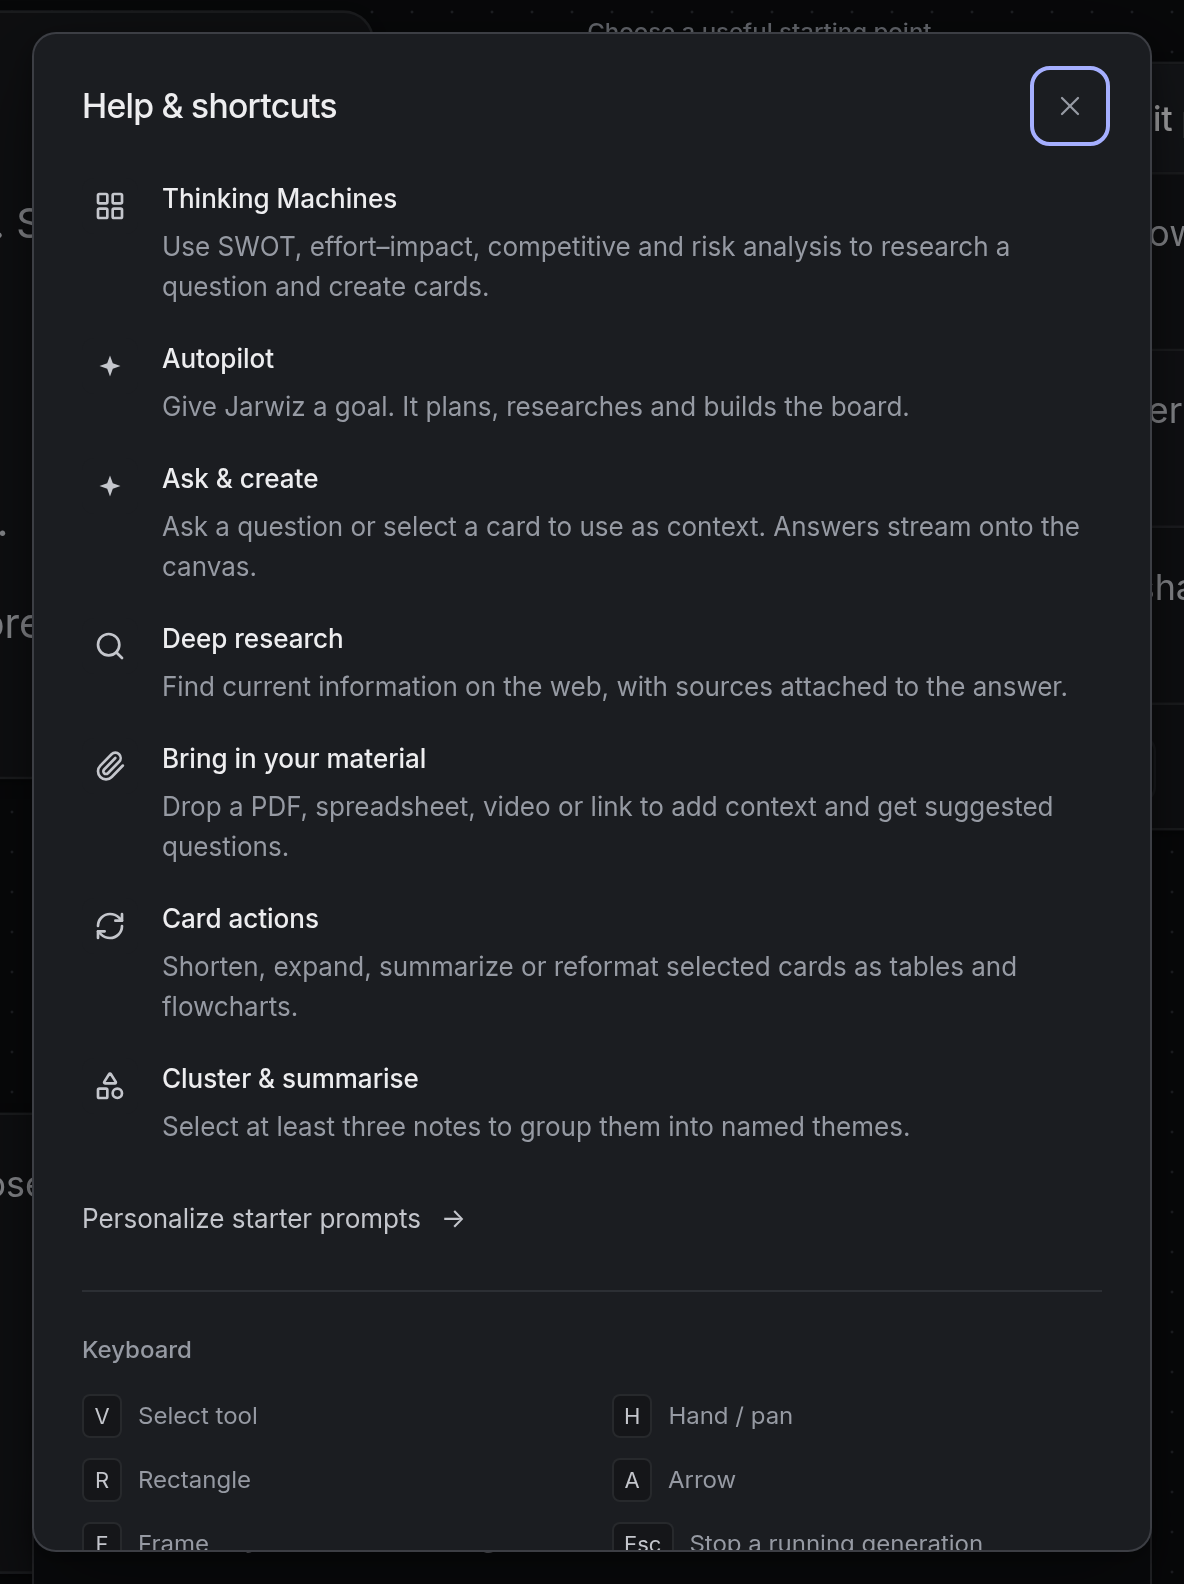 Choose a useful starting point
Help & shortcuts
it
Thinking Machines
Use SWOT, effort–impact, competitive and risk analysis to research a
question and create cards.
Autopilot
Give Jarwiz a goal. It plans, researches and builds the board.
Ask & create
Ask a question or select a card to use as context. Answers stream onto the
canvas.
Deep research
Find current information on the web, with sources attached to the answer.
Bring in your material
Drop a PDF, spreadsheet, video or link to add context and get suggested
questions.
Card actions
Shorten, expand, summarize or reformat selected cards as tables and
flowcharts.
Cluster & summarise
Select at least three notes to group them into named themes.
Personalize starter prompts →
Keyboard
V Select tool
H Hand / pan
R Rectangle
A Arrow
F Frame
Esc Stop a running generation